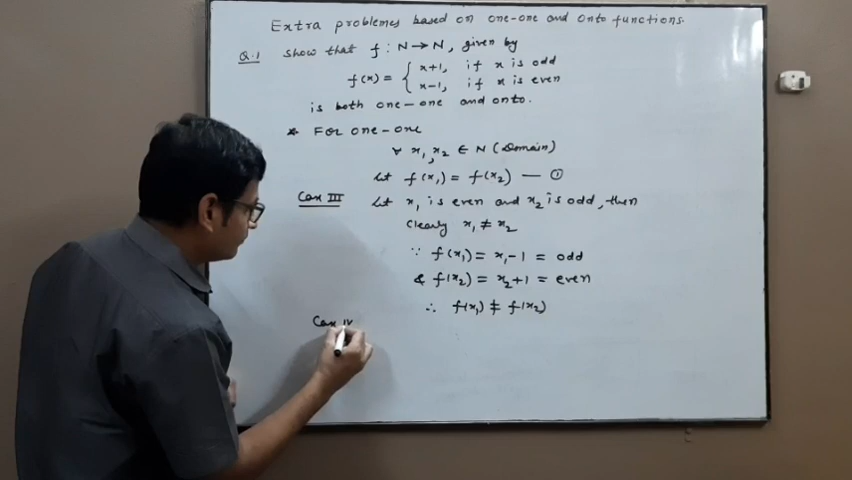 Extra problemes based on one-one and onto functions.
Q.1 Show that f : N → N, given by
f(x) = { x+1, if x is odd
x-1, if x is even
is both one-one and onto.
* For one-one
∀ x₁, x₂ ∈ N (Domain)
let f(x₁) = f(x₂) — ①
Case III let x₁ is even and x₂ is odd, then
clearly x₁ ≠ x₂
∵ f(x₁) = x₁-1 = odd
& f(x₂) = x₂+1 = even
∴ f(x₁) ≠ f(x₂)
Case IV